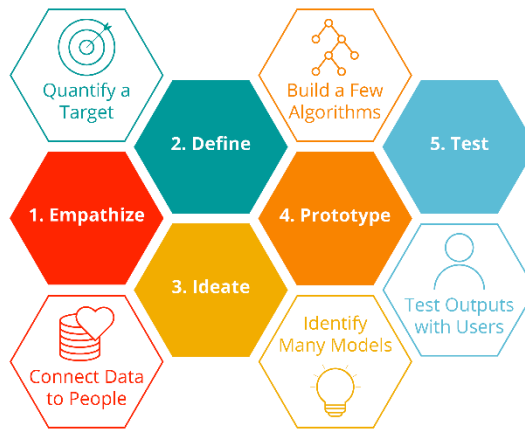 Quantify a
Target
Build a Few
Algorithms
2. Define
5. Test
1. Empathize
4. Prototype
3. Ideate
Test Outputs
with Users
Identify
Many Models
Connect Data
to People